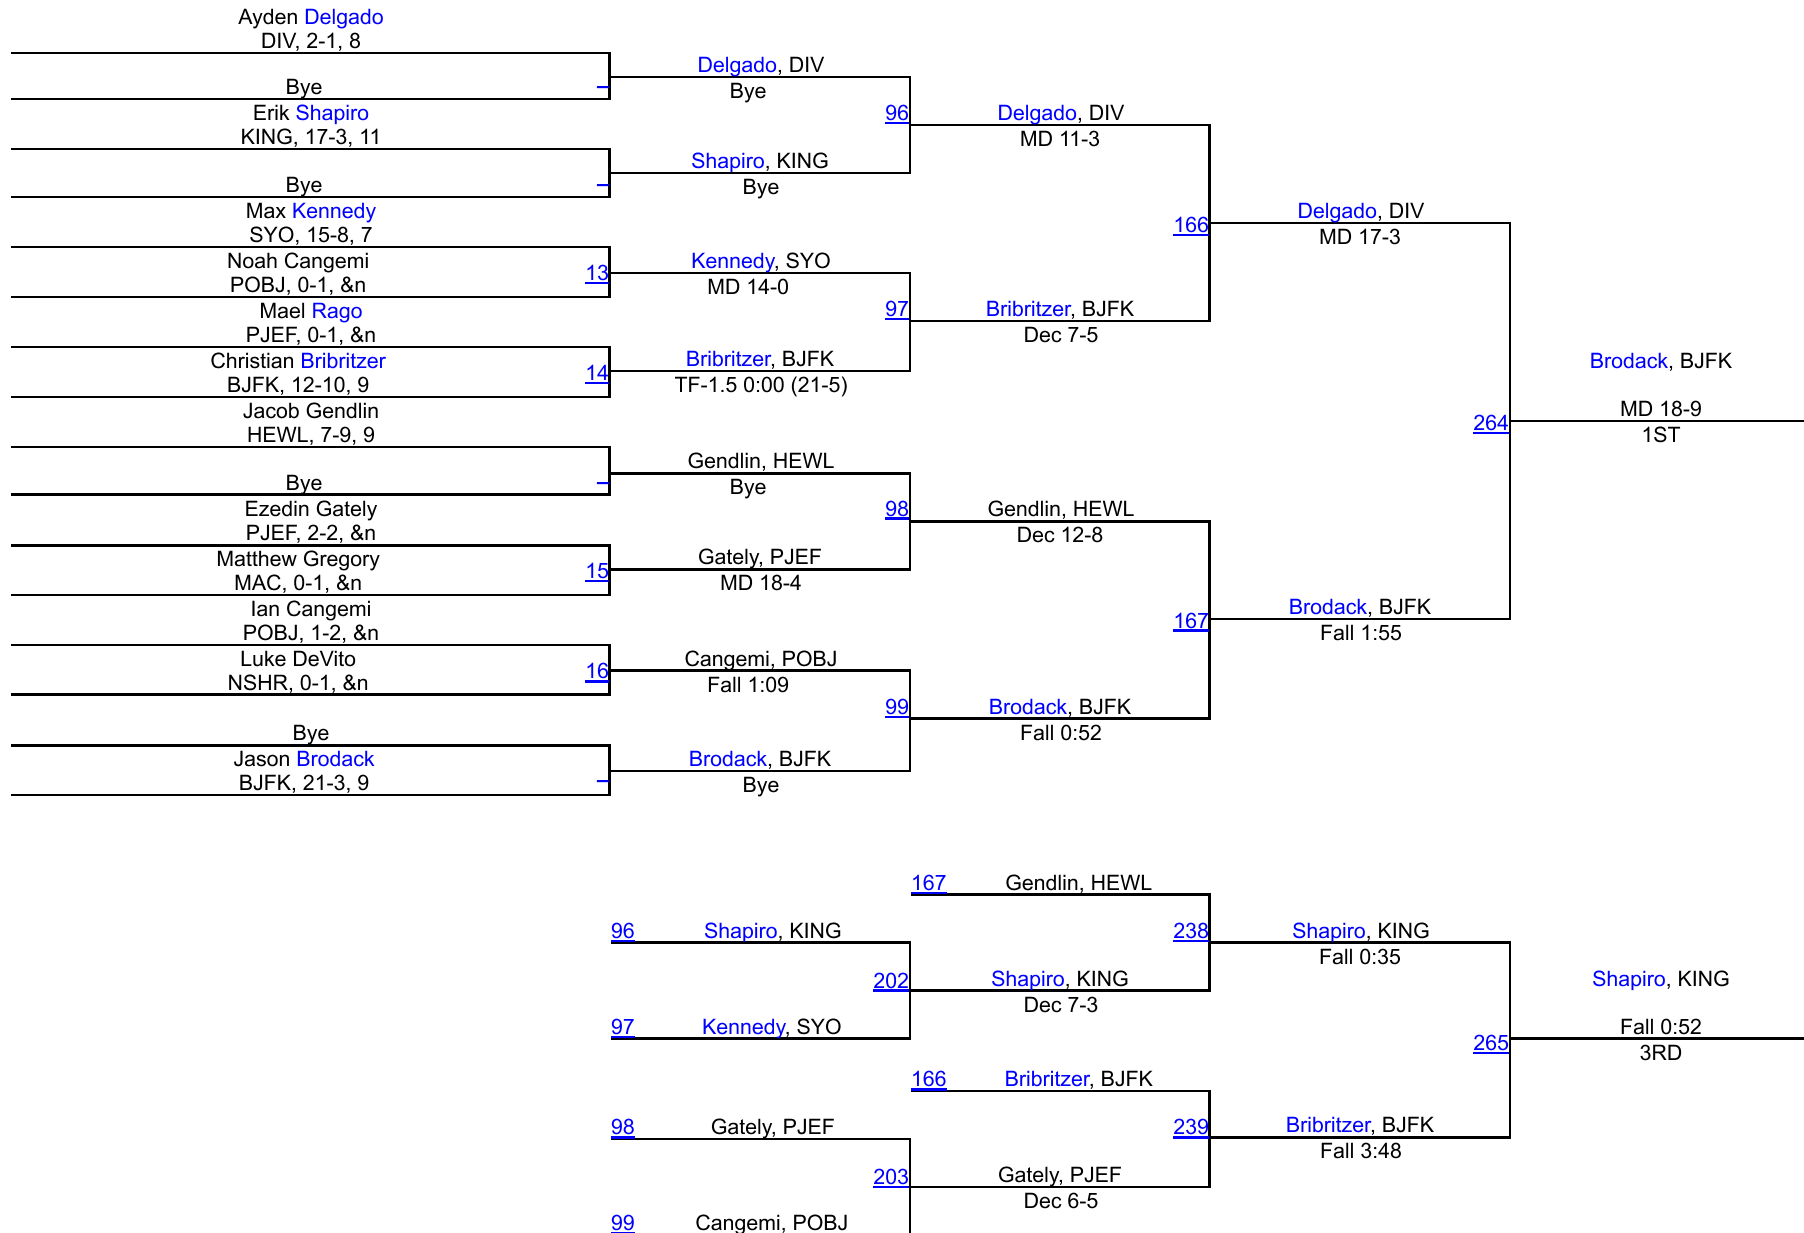 Ayden Delgado
DIV, 2-1, 8
Bye
Erik Shapiro
KING, 17-3, 11
Bye
Max Kennedy
SYO, 15-8, 7
Noah Cangemi
POBJ, 0-1, &n
13
Mael Rago
PJEF, 0-1, &n
Christian Bribritzer
BJFK, 12-10, 9
14
Jacob Gendlin
HEWL, 7-9, 9
Bye
Ezedin Gately
PJEF, 2-2, &n
Matthew Gregory
MAC, 0-1, &n
15
Ian Cangemi
POBJ, 1-2, &n
Luke DeVito
NSHR, 0-1, &n
16
Bye
Jason Brodack
BJFK, 21-3, 9
Delgado, DIV
Bye
96
Shapiro, KING
Bye
Kennedy, SYO
MD 14-0
97
Bribritzer, BJFK
TF-1.5 0:00 (21-5)
Gendlin, HEWL
Bye
98
Gately, PJEF
MD 18-4
Cangemi, POBJ
Fall 1:09
99
Brodack, BJFK
Bye
Delgado, DIV
MD 11-3
166
Bribritzer, BJFK
Dec 7-5
Gendlin, HEWL
Dec 12-8
167
Brodack, BJFK
Fall 0:52
Delgado, DIV
MD 17-3
264
Brodack, BJFK
Fall 1:55
Brodack, BJFK
MD 18-9
1ST
167 Gendlin, HEWL
96 Shapiro, KING
202
97 Kennedy, SYO
Shapiro, KING
Dec 7-3
238
166 Bribritzer, BJFK
98 Gately, PJEF
203
99 Cangemi, POBJ
Gately, PJEF
Dec 6-5
239
Shapiro, KING
Fall 0:35
265
Bribritzer, BJFK
Fall 3:48
Shapiro, KING
Fall 0:52
3RD